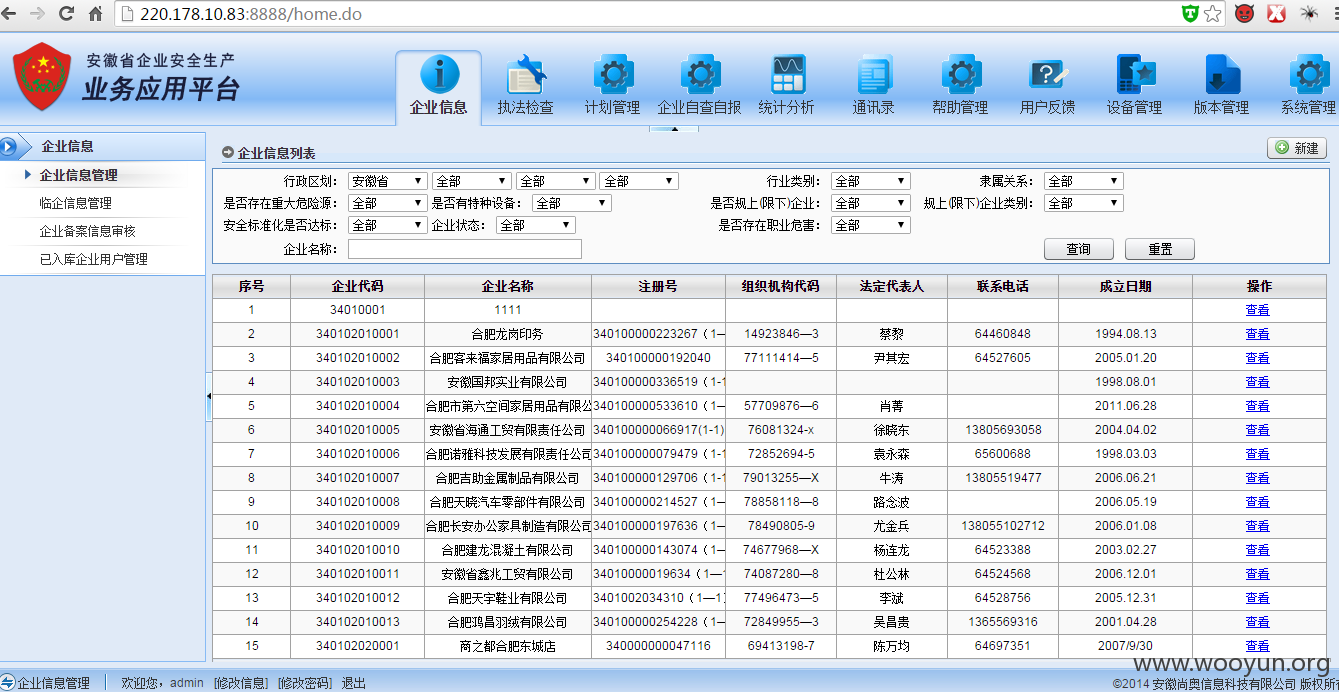 220.178.10.83:8888/home.do
安徽省企业安全生产
业务应用平台
企业信息 执法检查 计划管理 企业自查自报 统计分析 通讯录 帮助管理 用户反馈 设备管理 版本管理 系统管理
企业信息
企业信息管理
临企信息管理
企业备案信息审核
已入库企业用户管理
企业信息列表 新建
行政区划： 安徽省 全部 全部 全部 行业类别： 全部 隶属关系： 全部
是否存在重大危险源： 全部 是否有特种设备： 全部 是否规上(限下)企业： 全部 规上(限下)企业类别： 全部
安全标准化是否达标： 全部 企业状态： 全部 是否存在职业危害： 全部
企业名称： 查询 重置
序号 企业代码 企业名称 注册号 组织机构代码 法定代表人 联系电话 成立日期 操作
1 34010001 1111 查看
2 340102010001 合肥龙岗印务 340100000223267（1— 14923846—3 蔡黎 64460848 1994.08.13 查看
3 340102010002 合肥客来福家居用品有限公司 340100000192040 77111414—5 尹其宏 64527605 2005.01.20 查看
4 340102010003 安徽国邦实业有限公司 340100000336519（1-1 1998.08.01 查看
5 340102010004 合肥市第六空间家居用品有限公 340100000533610（1— 57709876—6 肖菁 2011.06.28 查看
6 340102010005 安徽省海通工贸有限责任公司 340100000066917(1-1) 76081324-x 徐晓东 13805693058 2004.04.02 查看
7 340102010006 合肥诺雅科技发展有限责任公司 340100000079479（1-1 72852694-5 袁永森 65600688 1998.03.03 查看
8 340102010007 合肥吉助金属制品有限公司 340100000129706（1-1 79013255—X 牛涛 13805519477 2006.06.21 查看
9 340102010008 合肥天晓汽车零部件有限公司 340100000214527（1— 78858118—8 路念波 2006.05.19 查看
10 340102010009 合肥长安办公家具制造有限公司 340100000197636（1— 78490805-9 尤金兵 138055102712 2006.01.08 查看
11 340102010010 合肥建龙混凝土有限公司 340100000143074（1— 74677968—X 杨连龙 64523388 2003.02.27 查看
12 340102010011 安徽省鑫兆工贸有限公司 34010000019634（1—1 74087280—8 杜公林 64524568 2006.12.01 查看
13 340102010012 合肥天宇鞋业有限公司 3401002034310（1—1 77496473—5 李斌 64528756 2005.12.31 查看
14 340102010013 合肥鸿昌羽绒有限公司 340100000254228（1— 72849955—3 吴昌贵 1365569316 2001.04.28 查看
15 340102020001 商之都合肥东城店 340000000047116 69413198-7 陈万均 64697351 2007/9/30 查看
www.wooyun.org
企业信息管理 欢迎您，admin [修改信息] [修改密码] 退出 ©2014 安徽尚奥信息科技有限公司 版权所